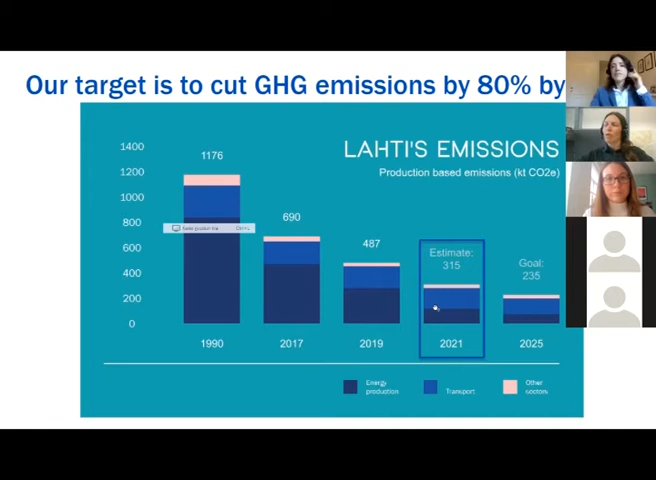 Our target is to cut GHG emissions by 80% by
LAHTI'S EMISSIONS
Production based emissions (kt CO2e)
1400
1200
1000
800
600
400
200
0
1176
690
487
Estimate:
315
Goal:
235
1990
2017
2019
2021
2025
Energy
production
Transport
Other
sectors